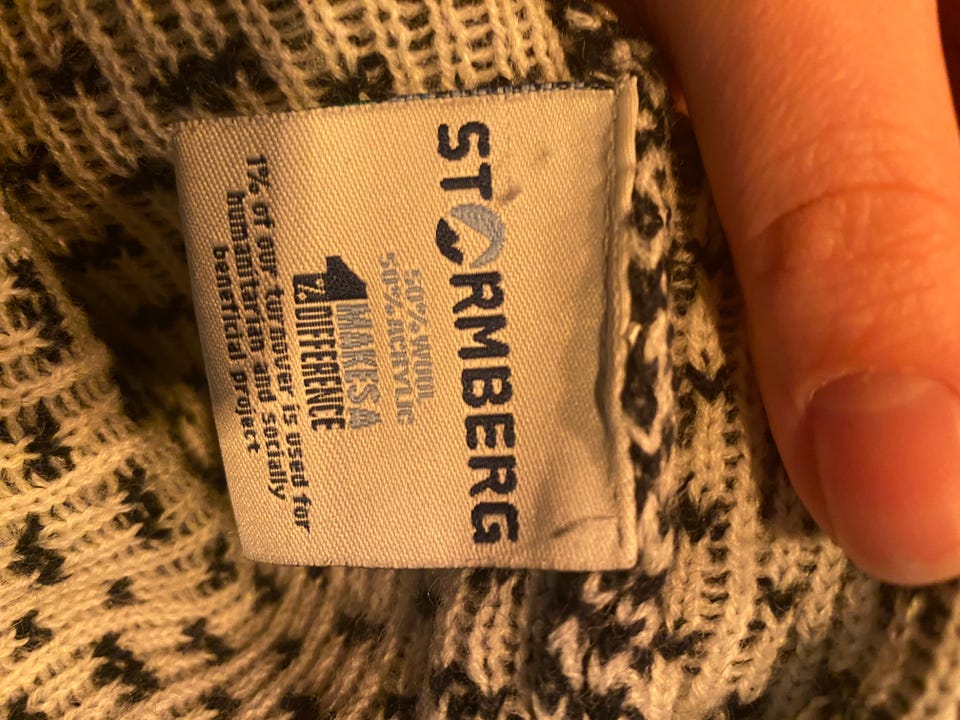 STORMBERG
50% WOOL
50% ACRYLIC
1% MAKES A
DIFFERENCE
1% of our turnover is used for
humanitarian and socially
beneficial project